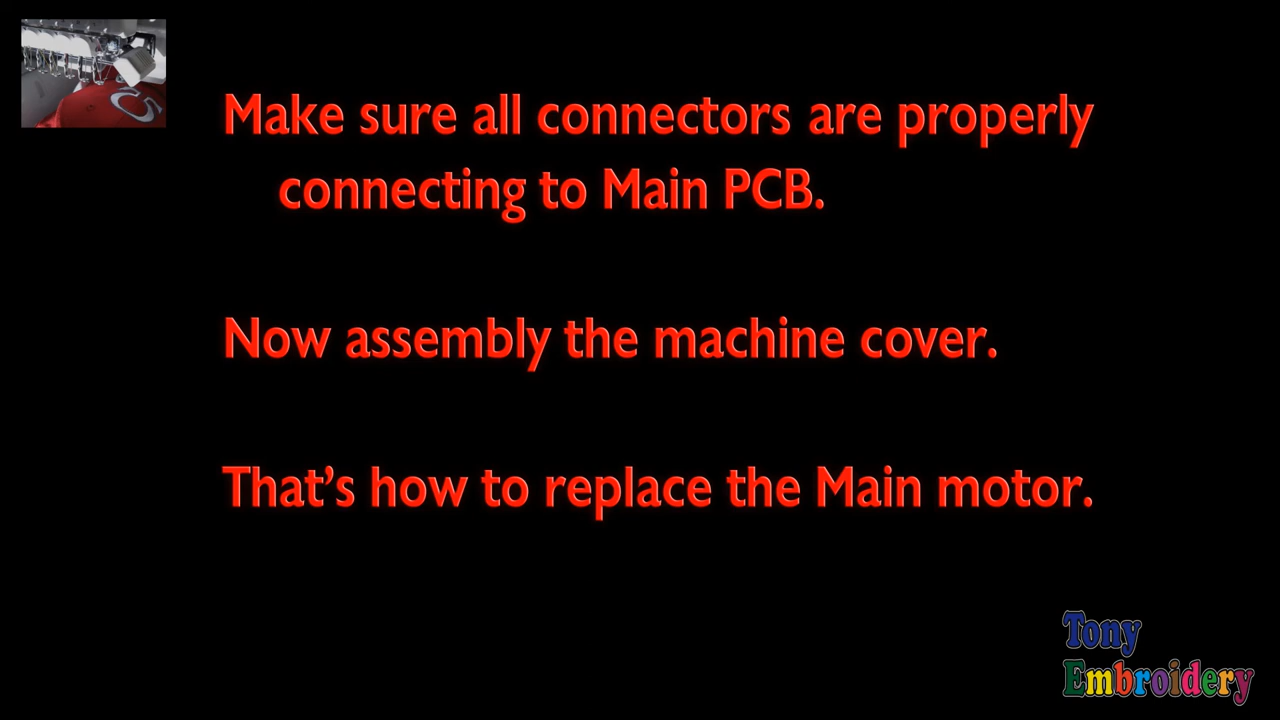 Make sure all connectors are properly
connecting to Main PCB.
Now assembly the machine cover.
That's how to replace the Main motor.
Tony
Embroidery